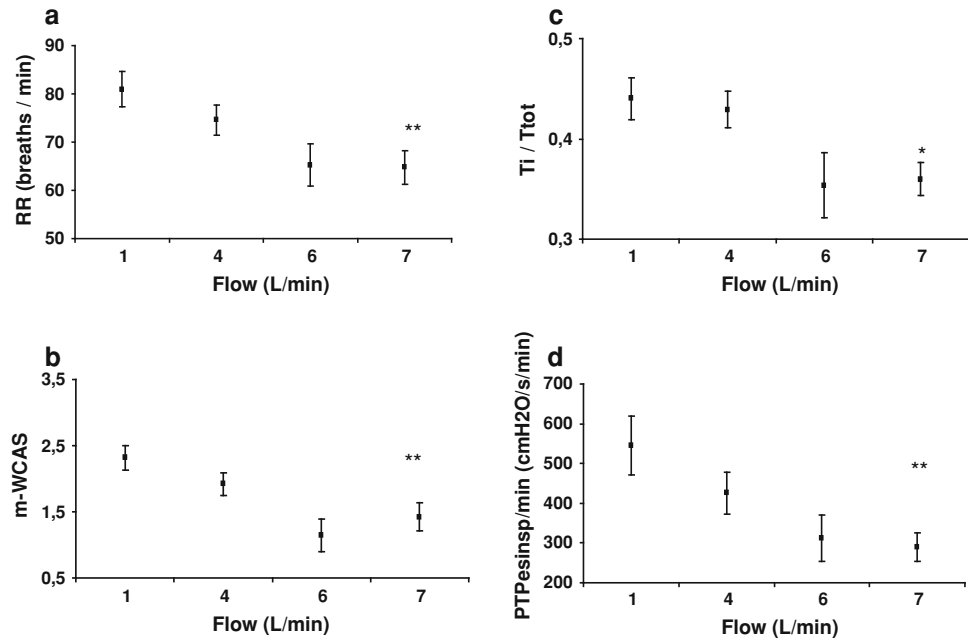 a
RR (breaths / min)
90
80
70
60
50
**
1 4 6 7
Flow (L/min)
c
Ti / Ttot
0,5
0,4
0,3
*
1 4 6 7
Flow (L/min)
b
m-WCAS
3,5
2,5
1,5
0,5
**
1 4 6 7
d
PTPesinsp/min (cmH2O/s/min)
700
600
500
400
300
200
**
1 4 6 7
Flow (L/min)